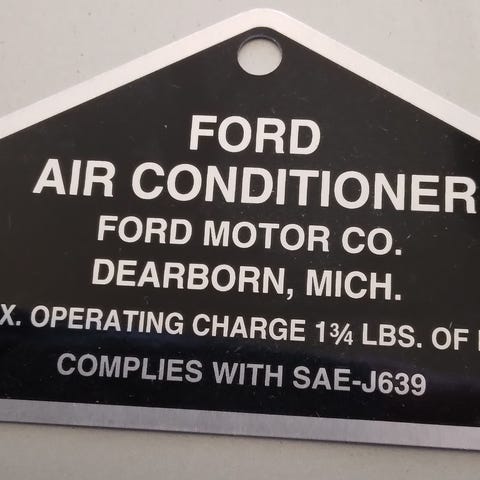 FORD
AIR CONDITIONER
FORD MOTOR CO.
DEARBORN, MICH.
X. OPERATING CHARGE 1¾ LBS. OF
COMPLIES WITH SAE-J639